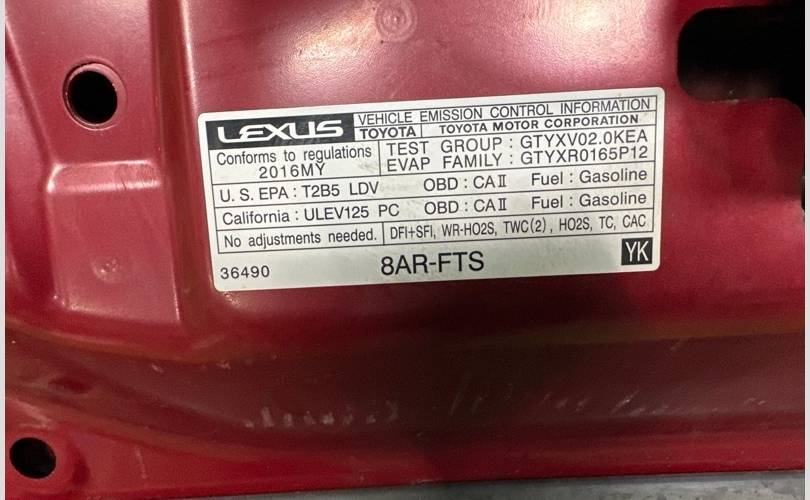 LEXUS VEHICLE EMISSION CONTROL INFORMATION
TOYOTA TOYOTA MOTOR CORPORATION
Conforms to regulations
2016MY
TEST GROUP : GTYXV02.0KEA
EVAP FAMILY : GTYXR0165P12
U. S. EPA : T2B5 LDV OBD : CAⅡ Fuel : Gasoline
California : ULEV125 PC OBD : CAⅡ Fuel : Gasoline
No adjustments needed. DFI+SFI, WR-HO2S, TWC(2), HO2S, TC, CAC
36490 8AR-FTS YK